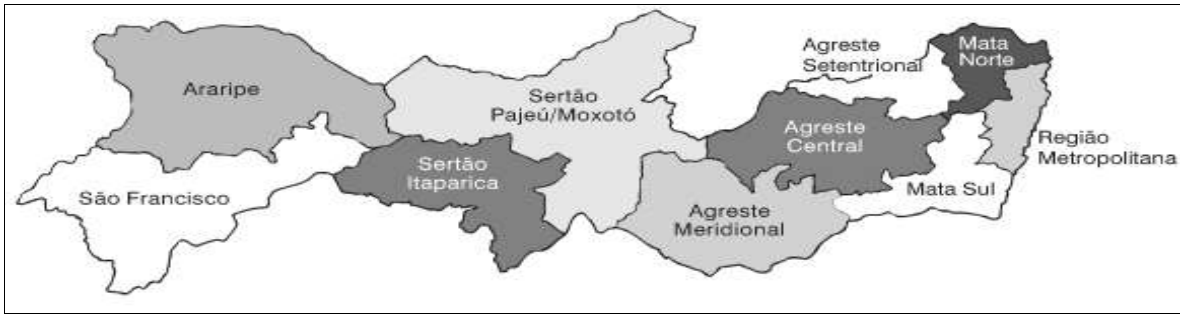 Araripe
São Francisco
Sertão
Itaparica
Sertão
Pajeú/Moxotó
Agreste
Setentrional
Mata
Norte
Agreste
Central
Agreste
Meridional
Mata Sul
Região
Metropolitana